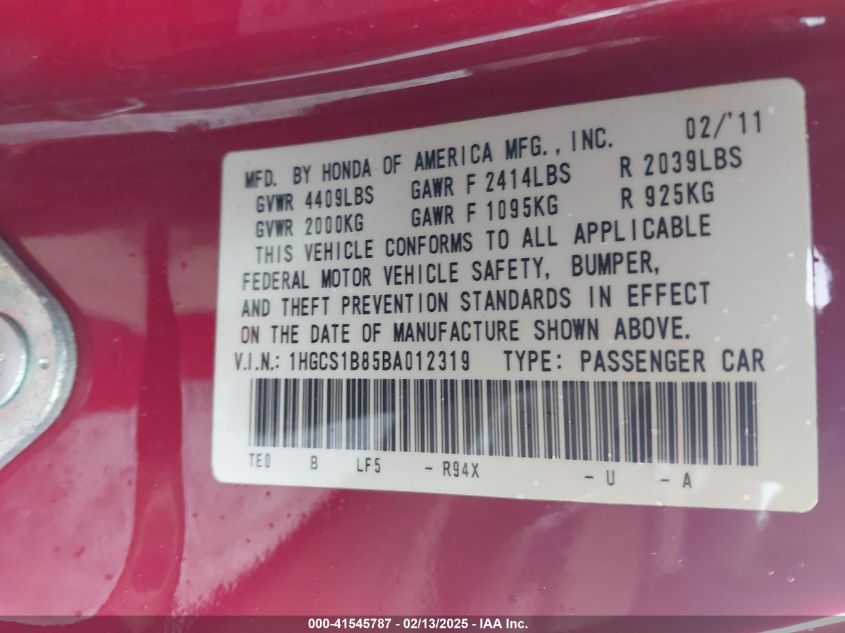 MFD. BY HONDA OF AMERICA MFG., INC. 02/'11
GVWR 4409LBS GAWR F 2414LBS R 2039LBS
GVWR 2000KG GAWR F 1095KG R 925KG
THIS VEHICLE CONFORMS TO ALL APPLICABLE
FEDERAL MOTOR VEHICLE SAFETY, BUMPER,
AND THEFT PREVENTION STANDARDS IN EFFECT
ON THE DATE OF MANUFACTURE SHOWN ABOVE.
V.I.N.: 1HGCS1B85BA012319 TYPE: PASSENGER CAR
TE0 B LF5 - R94X - U - A
000-41545787 - 02/13/2025 - IAA Inc.